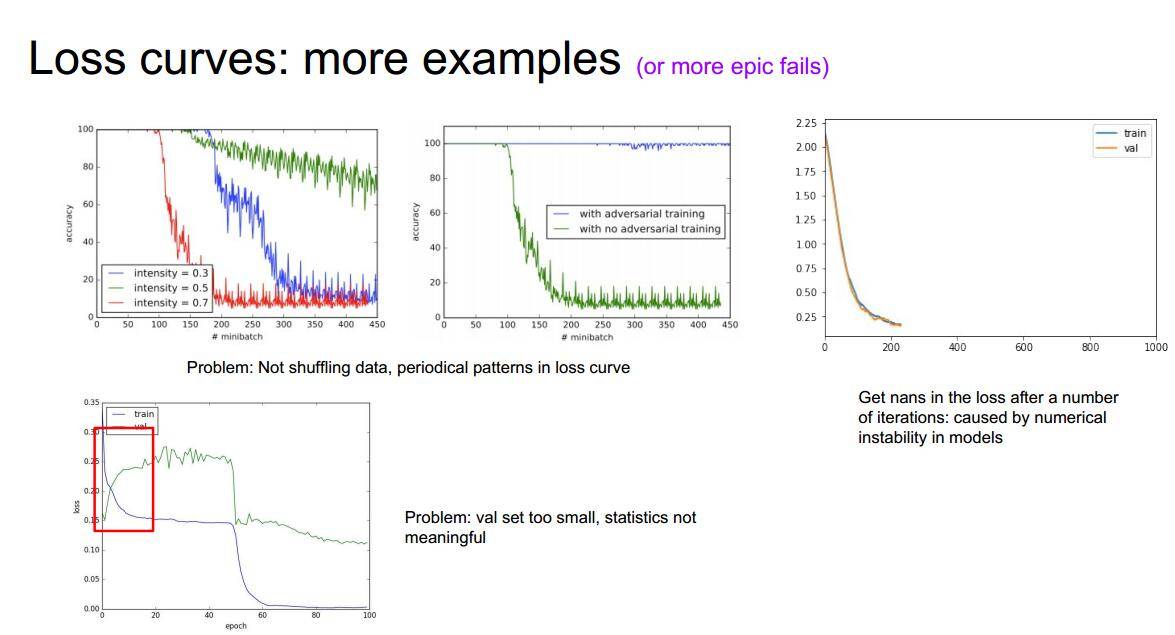 Loss curves: more examples (or more epic fails)
100
80
60
40
20
0
accuracy
intensity = 0.3
intensity = 0.5
intensity = 0.7
0 50 100 150 200 250 300 350 400 450
# minibatch
100
80
60
40
20
0
accuracy
with adversarial training
with no adversarial training
0 50 100 150 200 250 300 350 400 450
# minibatch
2.25
2.00
1.75
1.50
1.25
1.00
0.75
0.50
0.25
train
val
0 200 400 600 800 1000
Problem: Not shuffling data, periodical patterns in loss curve
Get nans in the loss after a number
of iterations: caused by numerical
instability in models
0.35
0.30
0.25
0.20
0.15
0.10
0.05
0.00
loss
train
val
0 20 40 60 80 100
epoch
Problem: val set too small, statistics not
meaningful